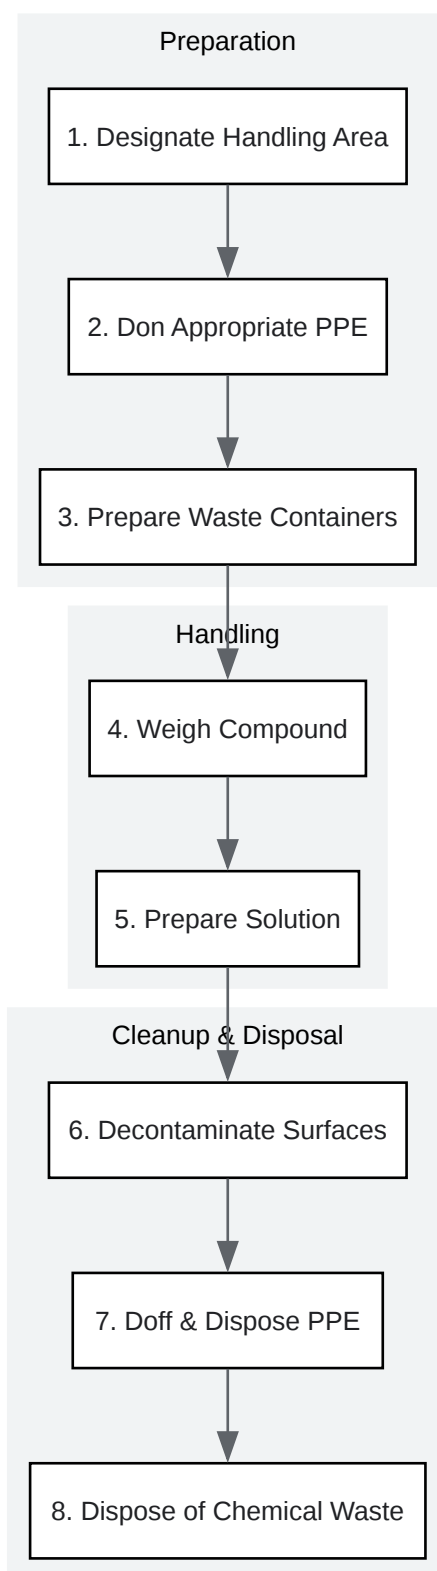 Preparation
1. Designate Handling Area
2. Don Appropriate PPE
3. Prepare Waste Containers
Handling
4. Weigh Compound
5. Prepare Solution
Cleanup & Disposal
6. Decontaminate Surfaces
7. Doff & Dispose PPE
8. Dispose of Chemical Waste